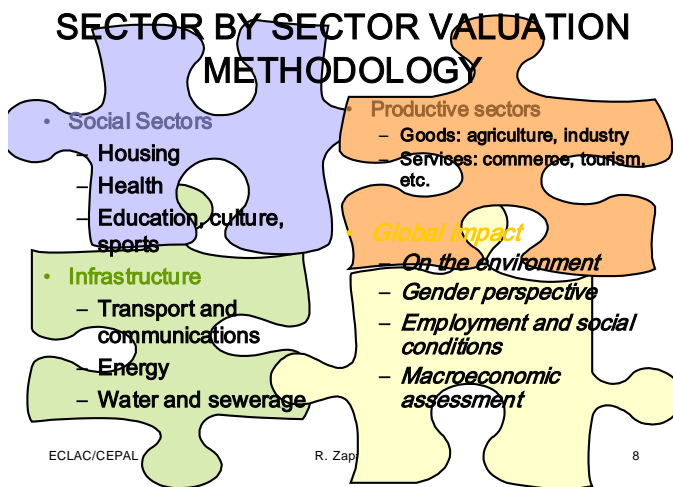 SECTOR BY SECTOR VALUATION
METHODOLOGY
• Social Sectors
– Housing
– Health
– Education, culture,
sports
• Infrastructure
– Transport and
communications
– Energy
– Water and sewerage
• Productive sectors
– Goods: agriculture, industry
– Services: commerce, tourism,
etc.
• Global impact
– On the environment
– Gender perspective
– Employment and social
conditions
– Macroeconomic
assessment
ECLAC/CEPAL
R. Zap
8